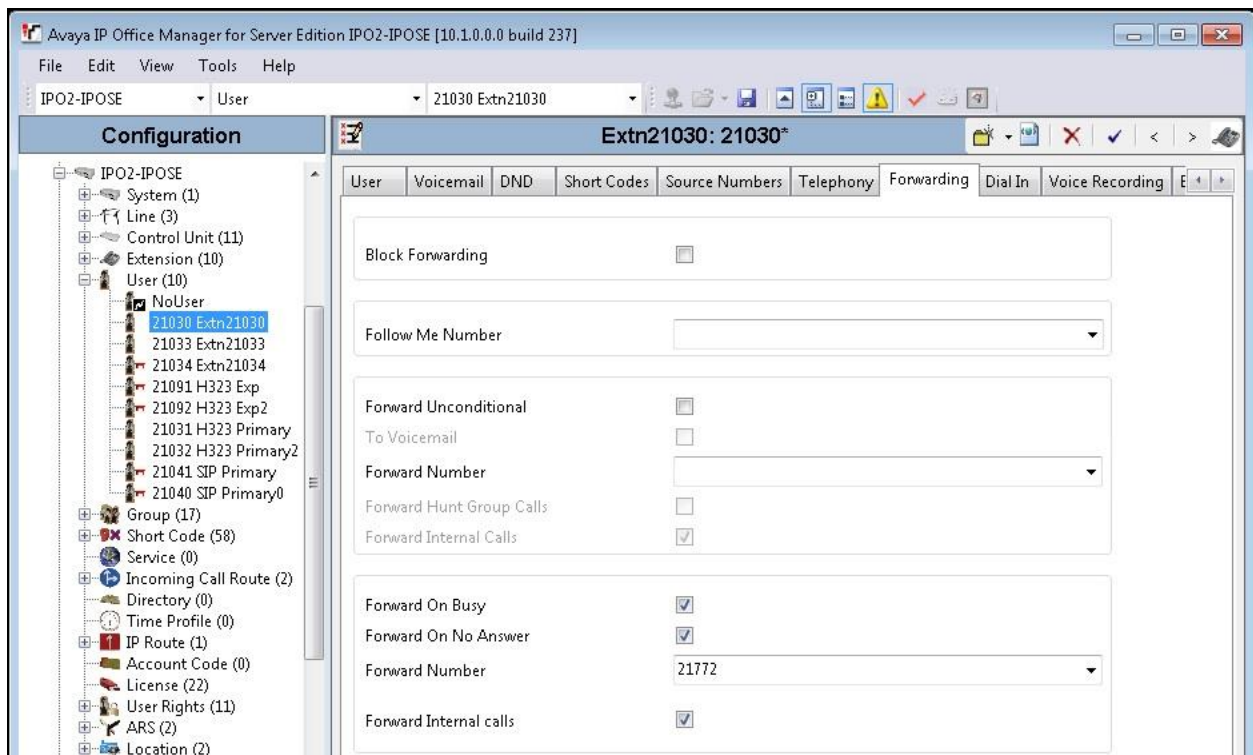 Avaya IP Office Manager for Server Edition IPO2-IPOSE [10.1.0.0.0 build 237]
File Edit View Tools Help
IPO2-IPOSE User 21030 Extn21030
Configuration
IPO2-IPOSE
System (1)
Line (3)
Control Unit (11)
Extension (10)
User (10)
NoUser
21030 Extn21030
21033 Extn21033
21034 Extn21034
21091 H323 Exp
21092 H323 Exp2
21031 H323 Primary
21032 H323 Primary2
21041 SIP Primary
21040 SIP Primary0
Group (17)
Short Code (58)
Service (0)
Incoming Call Route (2)
Directory (0)
Time Profile (0)
IP Route (1)
Account Code (0)
License (22)
User Rights (11)
ARS (2)
Location (2)
Extn21030: 21030*
User Voicemail DND Short Codes Source Numbers Telephony Forwarding Dial In Voice Recording
Block Forwarding
Follow Me Number
Forward Unconditional
To Voicemail
Forward Number
Forward Hunt Group Calls
Forward Internal Calls
Forward On Busy
Forward On No Answer
Forward Number 21772
Forward Internal calls